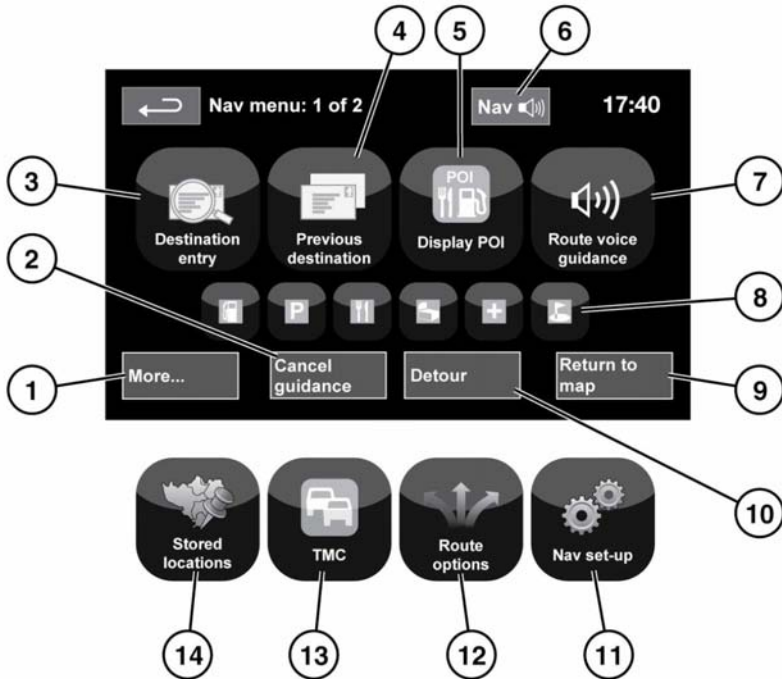 4
5
6
Nav menu: 1 of 2
Nav
17:40
3
7
POI
Destination
entry
Previous
destination
Display POI
Route voice
guidance
2
P
8
More...
Cancel
guidance
Detour
Return to
map
1
9
10
Stored
locations
TMC
Route
options
Nav set-up
14
13
12
11